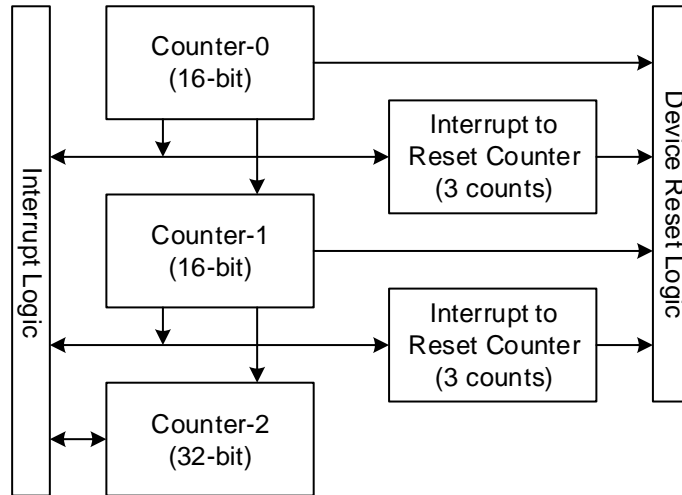 Counter-0
(16-bit)
Interrupt to
Reset Counter
(3 counts)
Counter-1
(16-bit)
Interrupt to
Reset Counter
(3 counts)
Counter-2
(32-bit)
Interrupt Logic
Device Reset Logic